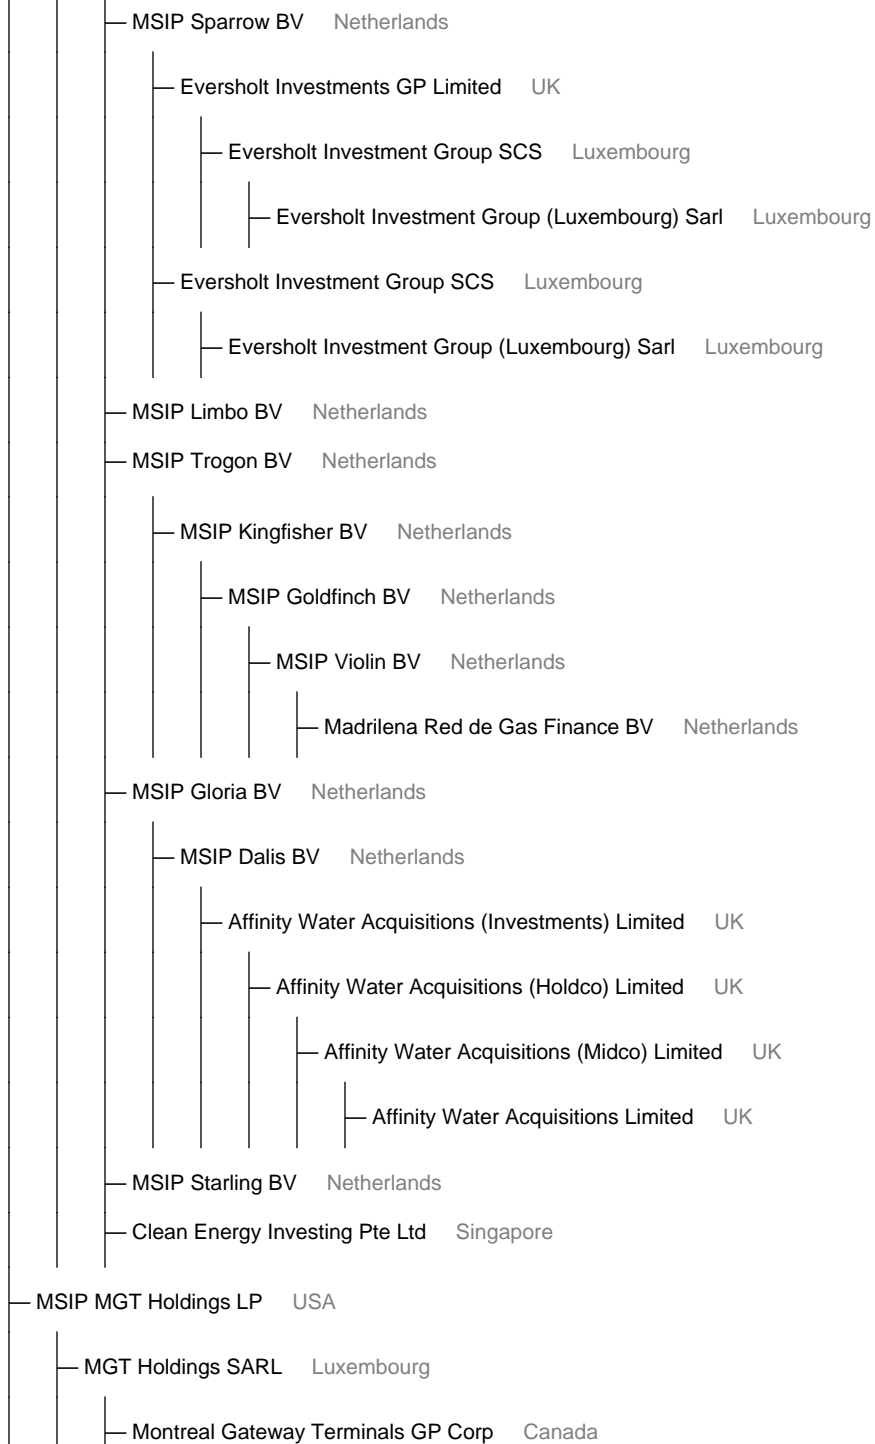 MSIP Sparrow BV Netherlands
Eversholt Investments GP Limited UK
Eversholt Investment Group SCS Luxembourg
Eversholt Investment Group (Luxembourg) Sarl Luxembourg
Eversholt Investment Group SCS Luxembourg
Eversholt Investment Group (Luxembourg) Sarl Luxembourg
MSIP Limbo BV Netherlands
MSIP Trogon BV Netherlands
MSIP Kingfisher BV Netherlands
MSIP Goldfinch BV Netherlands
MSIP Violin BV Netherlands
Madrilena Red de Gas Finance BV Netherlands
MSIP Gloria BV Netherlands
MSIP Dalis BV Netherlands
Affinity Water Acquisitions (Investments) Limited UK
Affinity Water Acquisitions (Holdco) Limited UK
Affinity Water Acquisitions (Midco) Limited UK
Affinity Water Acquisitions Limited UK
MSIP Starling BV Netherlands
Clean Energy Investing Pte Ltd Singapore
MSIP MGT Holdings LP USA
MGT Holdings SARL Luxembourg
Montreal Gateway Terminals GP Corp Canada